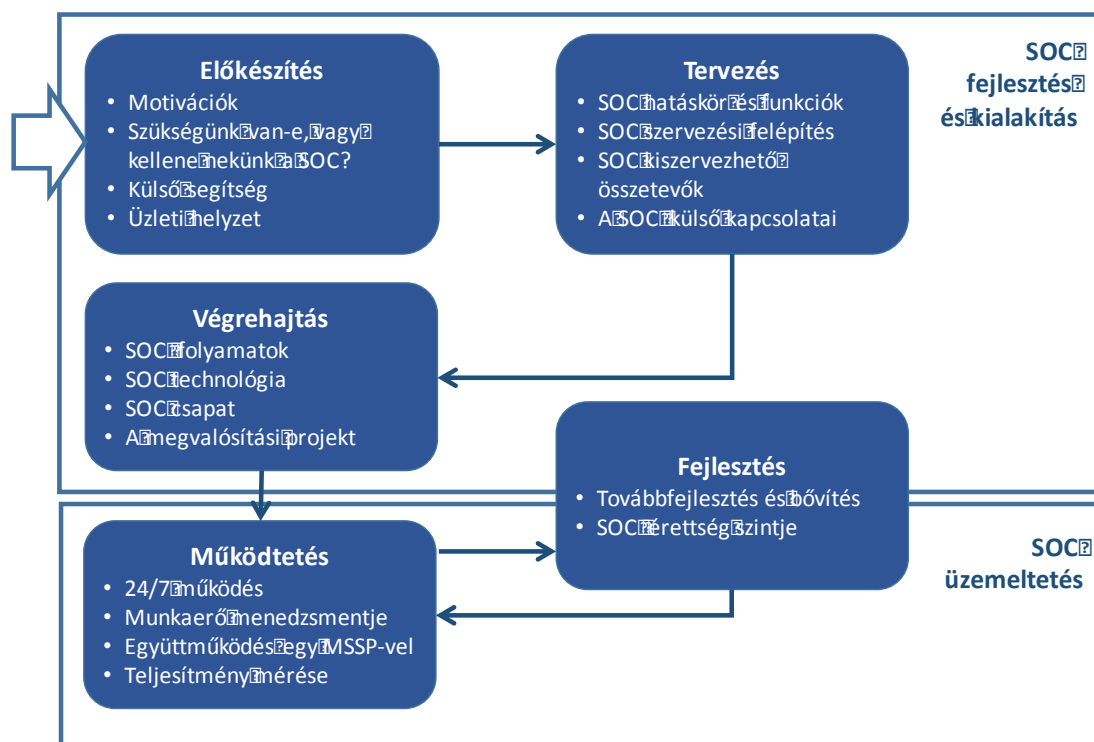 SOC
fejlesztés
és kialakítás
Előkészítés
• Motivációk
• Szükségünk van-e, vagy
kellene nekünk a SOC?
• Külső segítség
• Üzleti helyzet
Tervezés
• SOC hatáskör és funkciók
• SOC szervezési felépítés
• SOC kiszervezhető
összetevők
• A SOC külső kapcsolatai
Végrehajtás
• SOC folyamatok
• SOC technológia
• SOC csapat
• A megvalósítási projekt
Fejlesztés
• Továbbfejlesztés és bővítés
• SOC érettség szintje
SOC
üzemeltetés
Működtetés
• 24/7 működés
• Munkaerő menedzsmentje
• Együttműködés egy MSSP-vel
• Teljesítmény mérése